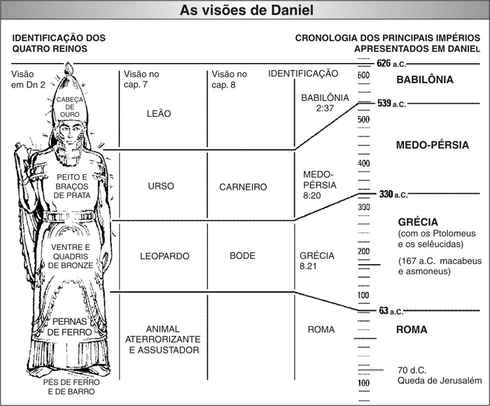 As visões de Daniel
IDENTIFICAÇÃO DOS
QUATRO REINOS
CRONOLOGIA DOS PRINCIPAIS IMPÉRIOS
APRESENTADOS EM DANIEL
Visão
em Dn 2
Visão no
cap. 7
Visão no
cap. 8
IDENTIFICAÇÃO
626 a.C.
600
BABILÔNIA
CABEÇA
DE
OURO
LEÃO
BABILÔNIA
2:37
539 a.C.
500
MEDO-PÉRSIA
400
PEITO E
BRAÇOS
DE PRATA
URSO
CARNEIRO
MEDO-
PÉRSIA
8:20
330 a.C.
300
GRÉCIA
(com os Ptolomeus
e os selêucidas)
VENTRE E
QUADRIS
DE BRONZE
LEOPARDO
BODE
GRÉCIA
8.21
200
(167 a.C. macabeus
e asmoneus)
100
63 a.C.
PERNAS
DE FERRO
ANIMAL
ATERRORIZANTE
E ASSUSTADOR
ROMA
ROMA
70 d.C.
Queda de Jerusalém
100
PÉS DE FERRO
E DE BARRO